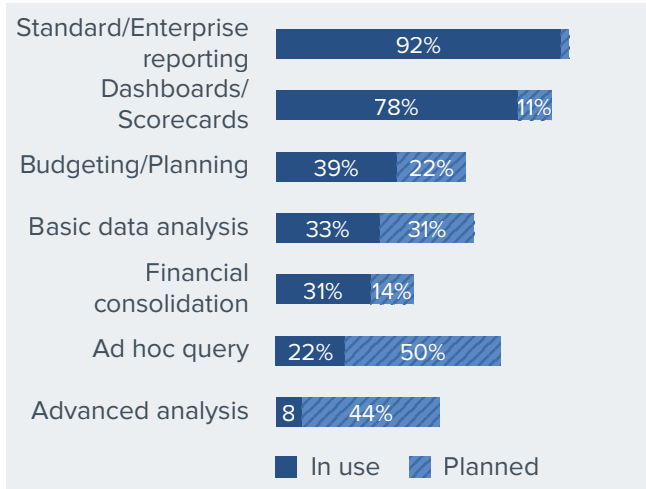 Standard/Enterprise
reporting
92%
Dashboards/
Scorecards
78% 11%
Budgeting/Planning 39% 22%
Basic data analysis 33% 31%
Financial
consolidation
31% 14%
Ad hoc query 22% 50%
Advanced analysis 8 44%
In use Planned